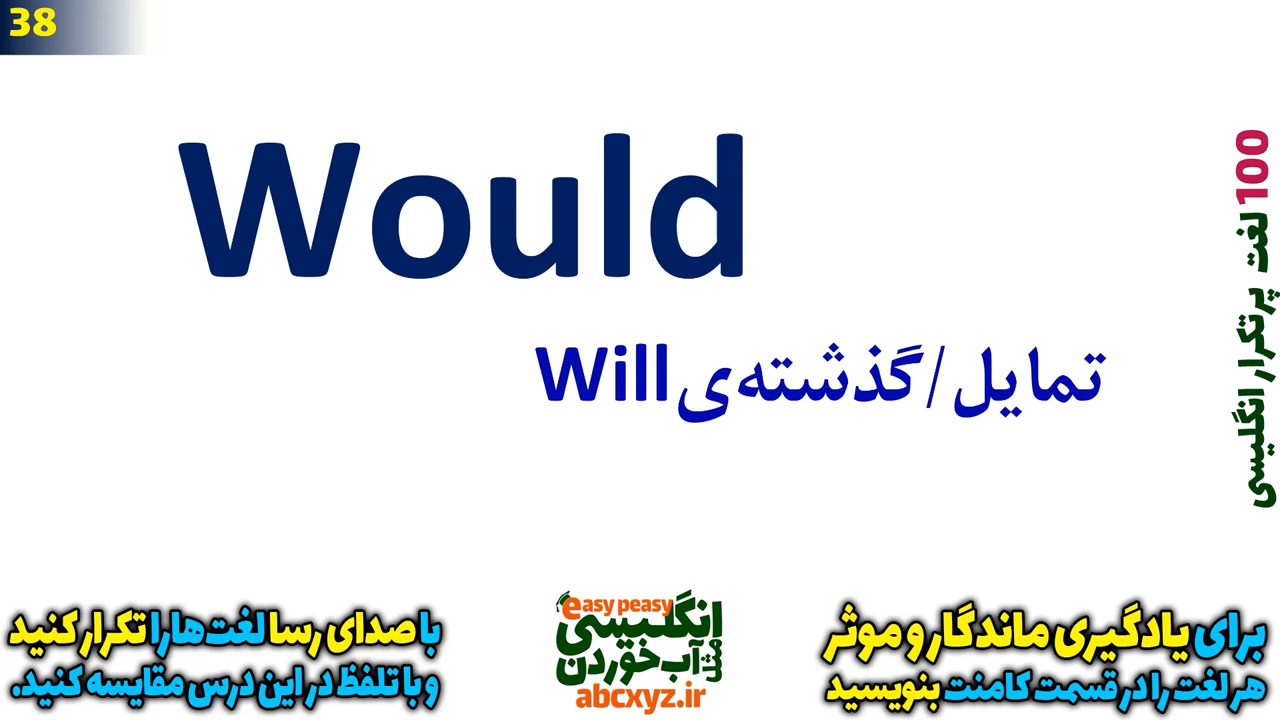 38
Would
تمایل/گذشته‌ی Will
100 لغت پرتکرار انگلیسی
با صدای رسا لغت‌ها را تکرار کنید
و با تلفظ در این درس مقایسه کنید.
easy peasy
انگلیسی
مثل آب خوردن
abcxyz.ir
برای یادگیری ماندگار و موثر
هر لغت را در قسمت کامنت بنویسید